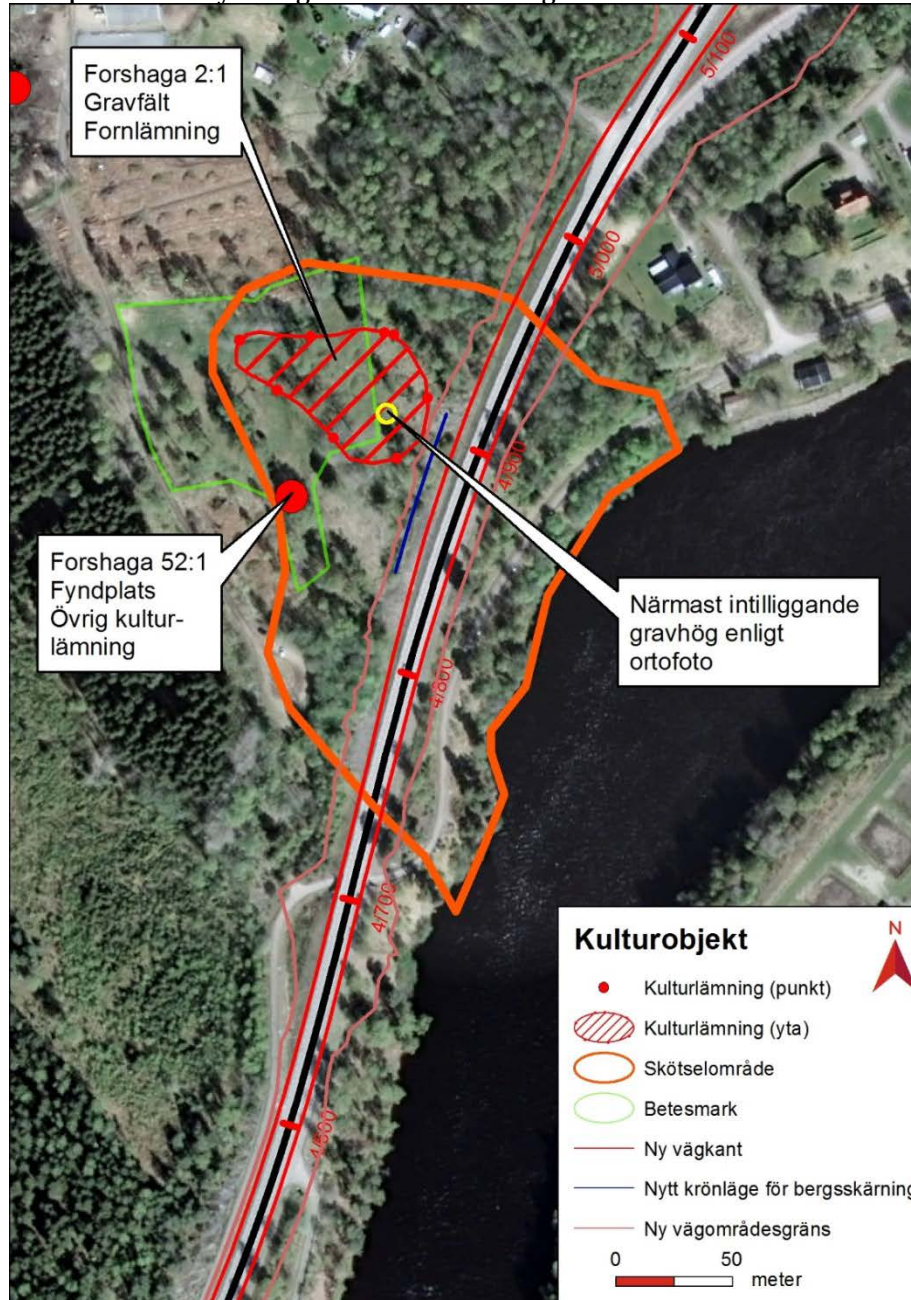 Forshaga 2:1
Gravfält
Fornlämning
5/100
5/000
4/900
Forshaga 52:1
Fyndplats
Övrig kultur-
lämning
Närmast intilliggande
gravhög enligt
ortofoto
4/800
4/700
4/600
Kulturobjekt
N
Kulturlämning (punkt)
Kulturlämning (yta)
Skötselområde
Betesmark
Ny vägkant
Nytt krönläge för bergsskärning
Ny vägområdesgräns
0 50
meter